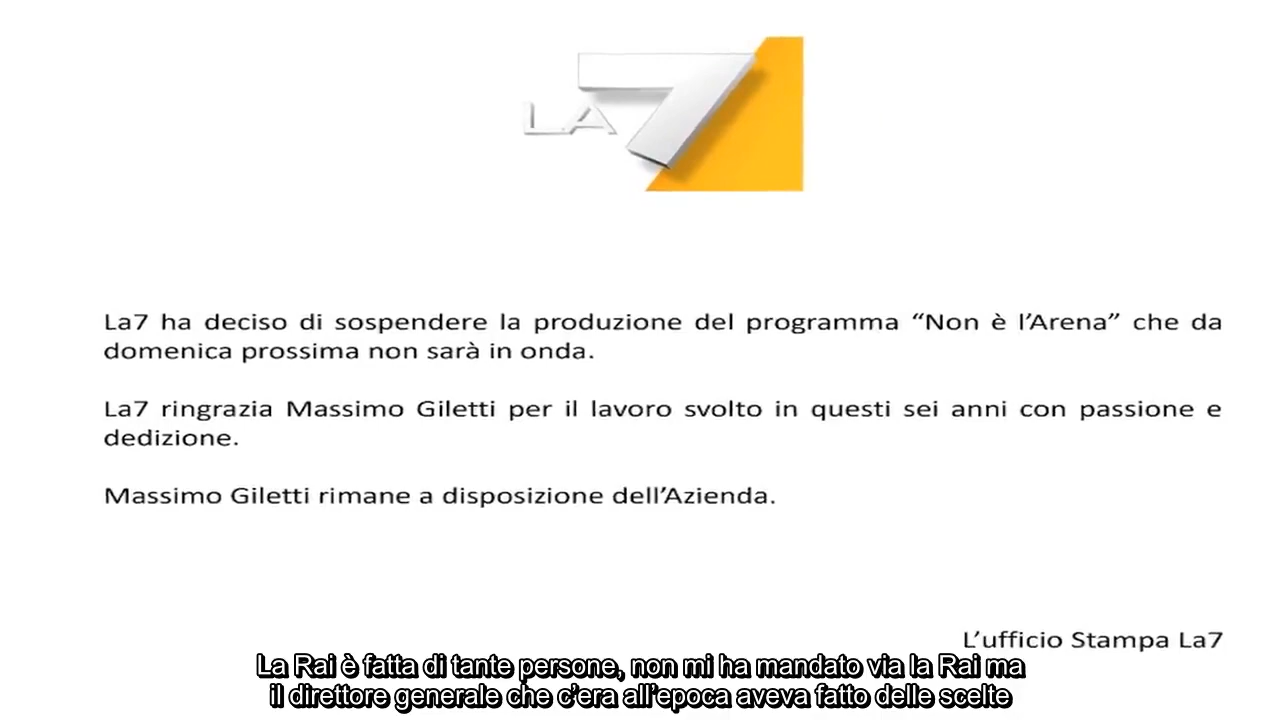 LA7
La7 ha deciso di sospendere la produzione del programma “Non è l’Arena” che da
domenica prossima non sarà in onda.
La7 ringrazia Massimo Giletti per il lavoro svolto in questi sei anni con passione e
dedizione.
Massimo Giletti rimane a disposizione dell’Azienda.
L’ufficio Stampa La7
La Rai è fatta di tante persone, non mi ha mandato via la Rai ma
il direttore generale che c’era all’epoca aveva fatto delle scelte